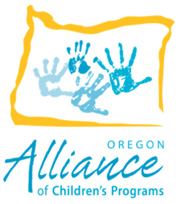 OREGON
Alliance
of Children's Programs